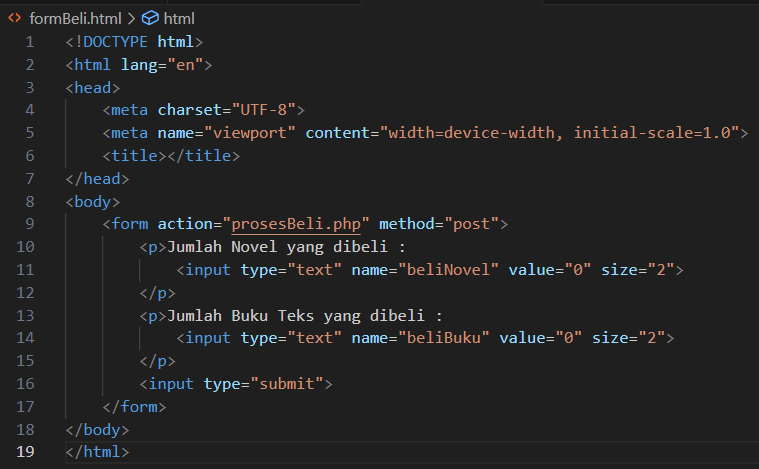 formBeli.html > html
1 <!DOCTYPE html>
2 <html lang="en">
3 <head>
4     <meta charset="UTF-8">
5     <meta name="viewport" content="width=device-width, initial-scale=1.0">
6     <title></title>
7 </head>
8 <body>
9     <form action="prosesBeli.php" method="post">
10         <p>Jumlah Novel yang dibeli :
11             <input type="text" name="beliNovel" value="0" size="2">
12         </p>
13         <p>Jumlah Buku Teks yang dibeli :
14             <input type="text" name="beliBuku" value="0" size="2">
15         </p>
16         <input type="submit">
17     </form>
18 </body>
19 </html>